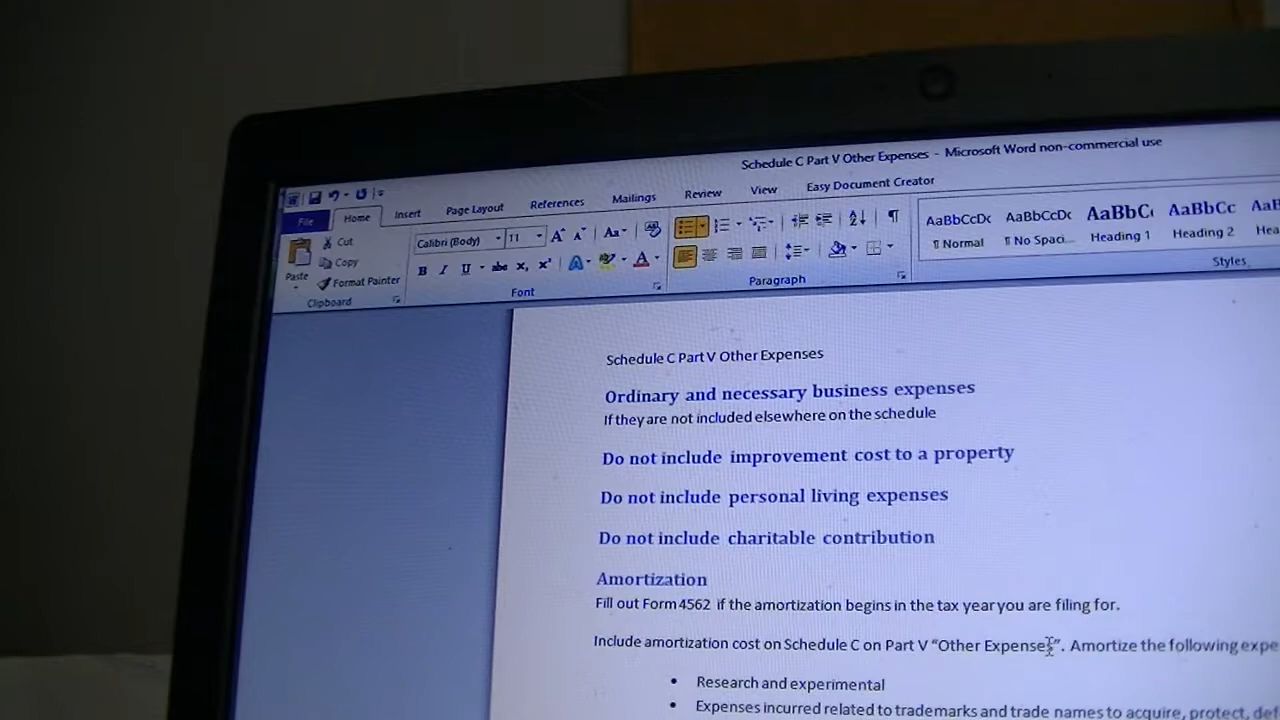 Schedule C Part V Other Expenses - Microsoft Word non-commercial use
File Home Insert Page Layout References Mailings Review View Easy Document Creator
Cut
Copy
Format Painter
Paste
Clipboard
Calibri (Body) 11
Font
Paragraph
AaBbCcDc AaBbCcDc AaBbC AaBbCc AaB
¶ Normal ¶ No Spaci... Heading 1 Heading 2 Hea
Styles
Schedule C Part V Other Expenses
Ordinary and necessary business expenses
If they are not included elsewhere on the schedule
Do not include improvement cost to a property
Do not include personal living expenses
Do not include charitable contribution
Amortization
Fill out Form 4562 if the amortization begins in the tax year you are filing for.
Include amortization cost on Schedule C on Part V “Other Expenses”. Amortize the following expe
• Research and experimental
• Expenses incurred related to trademarks and trade names to acquire, protect, def